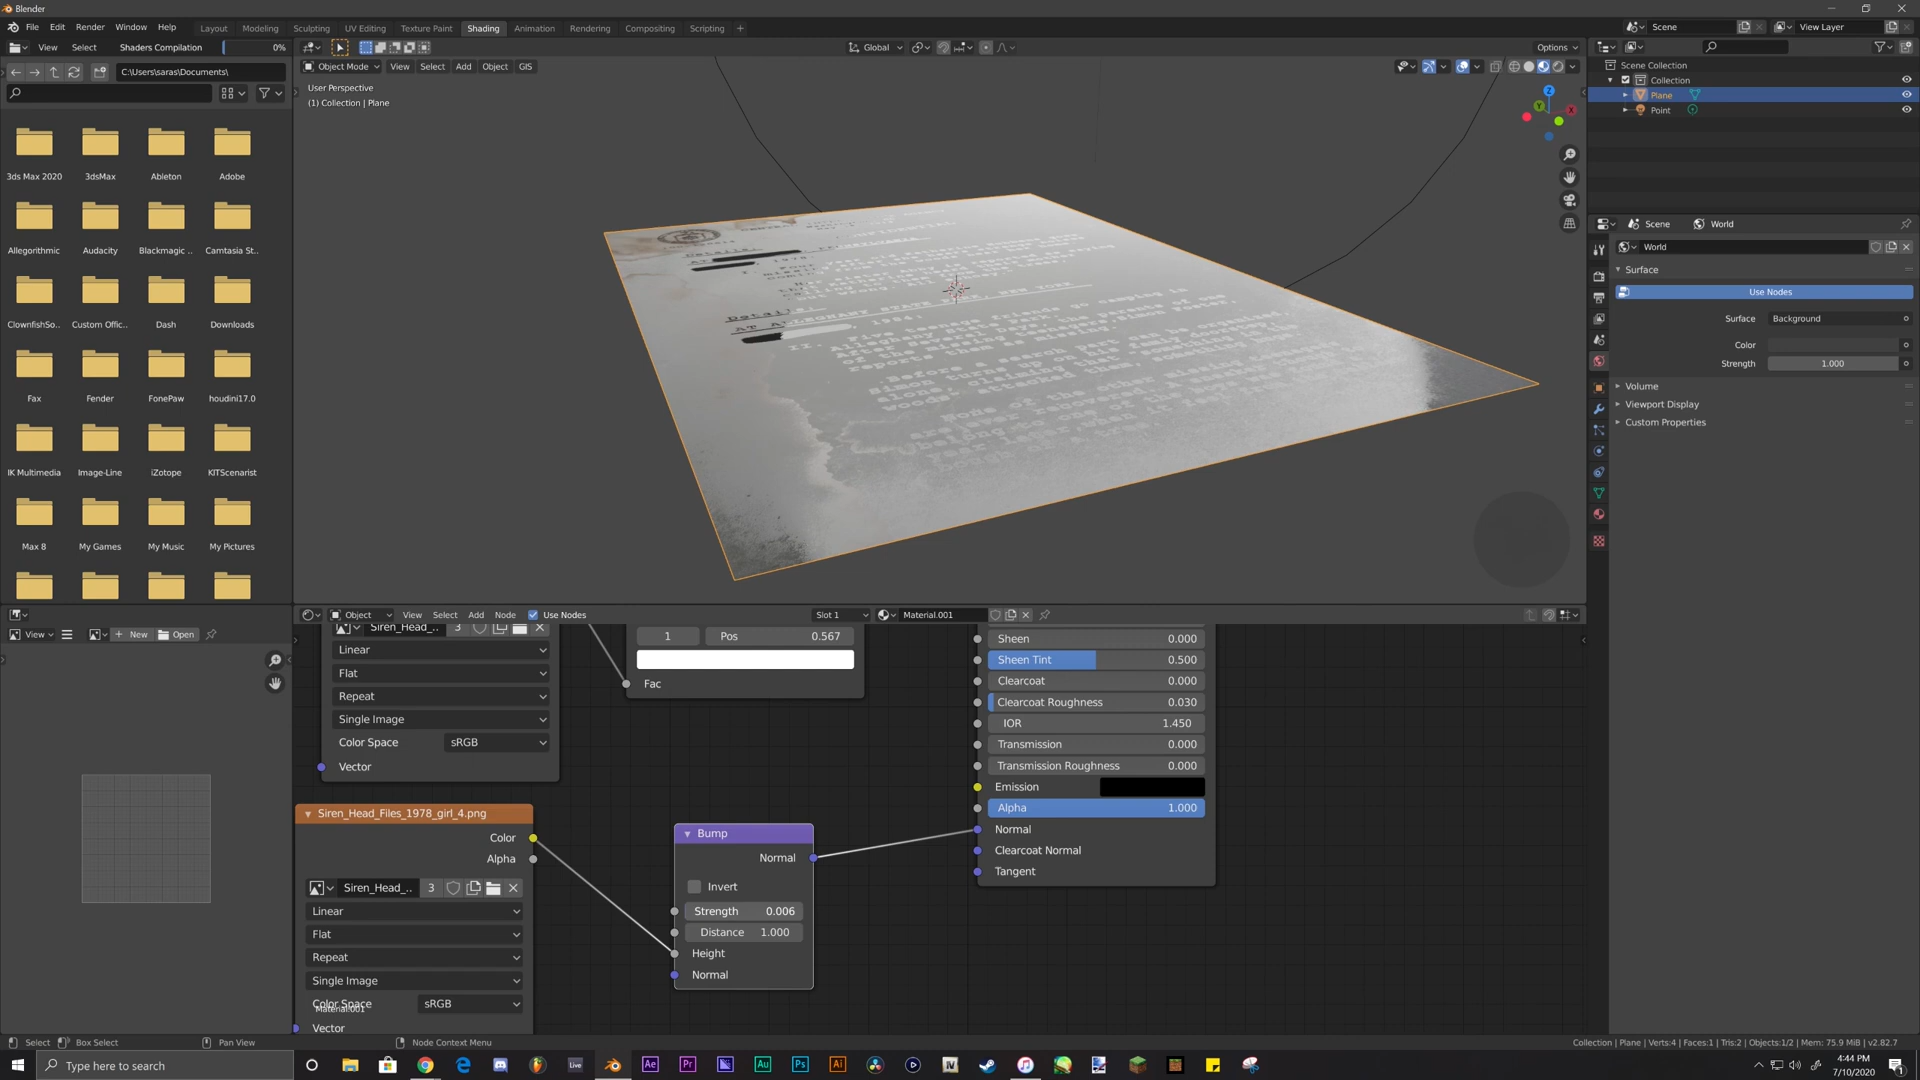 Blender
File Edit Render Window Help Layout Modeling Sculpting UV Editing Texture Paint Shading Animation Rendering Compositing Scripting + Scene View Layer
View Select Shaders Compilation 0% Global Options
C:\Users\saras\Documents\ Object Mode View Select Add Object GIS
Scene Collection
Collection
Plane
Point
User Perspective
(1) Collection | Plane
3ds Max 2020 3dsMax Ableton Adobe
Allegorithmic Audacity Blackmagic .. Camtasia St..
ClownfishSo.. Custom Offic.. Dash Downloads
Fax Fender FonePaw houdini17.0
IK Multimedia Image-Line iZotope KITScenarist
Max 8 My Games My Music My Pictures
Scene World
World
Surface
Use Nodes
Surface Background
Color
Strength 1.000
Volume
Viewport Display
Custom Properties
Object View Select Add Node Use Nodes Slot 1 Material.001
View New Open
Siren_Head_.. 3
Linear
Flat
Repeat
Single Image
Color Space sRGB
Vector
1 Pos 0.567
Fac
Sheen 0.000
Sheen Tint 0.500
Clearcoat 0.000
Clearcoat Roughness 0.030
IOR 1.450
Transmission 0.000
Transmission Roughness 0.000
Emission
Alpha 1.000
Normal
Clearcoat Normal
Tangent
Siren_Head_Files_1978_girl_4.png
Color
Alpha
Siren_Head_.. 3
Linear
Flat
Repeat
Single Image
Color Space sRGB
Material.001
Vector
Bump
Normal
Invert
Strength 0.006
Distance 1.000
Height
Normal
Select Box Select Pan View Node Context Menu Collection | Plane | Verts:4 | Faces:1 | Tris:2 | Objects:1/2 | Mem: 75.9 MiB | v2.82.7
Type here to search
4:44 PM
7/10/2020